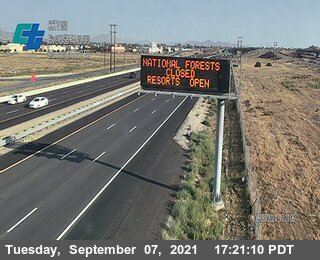 NATIONAL FORESTS
CLOSED
RESORTS OPEN
Tuesday, September 07, 2021 17:21:10 PDT